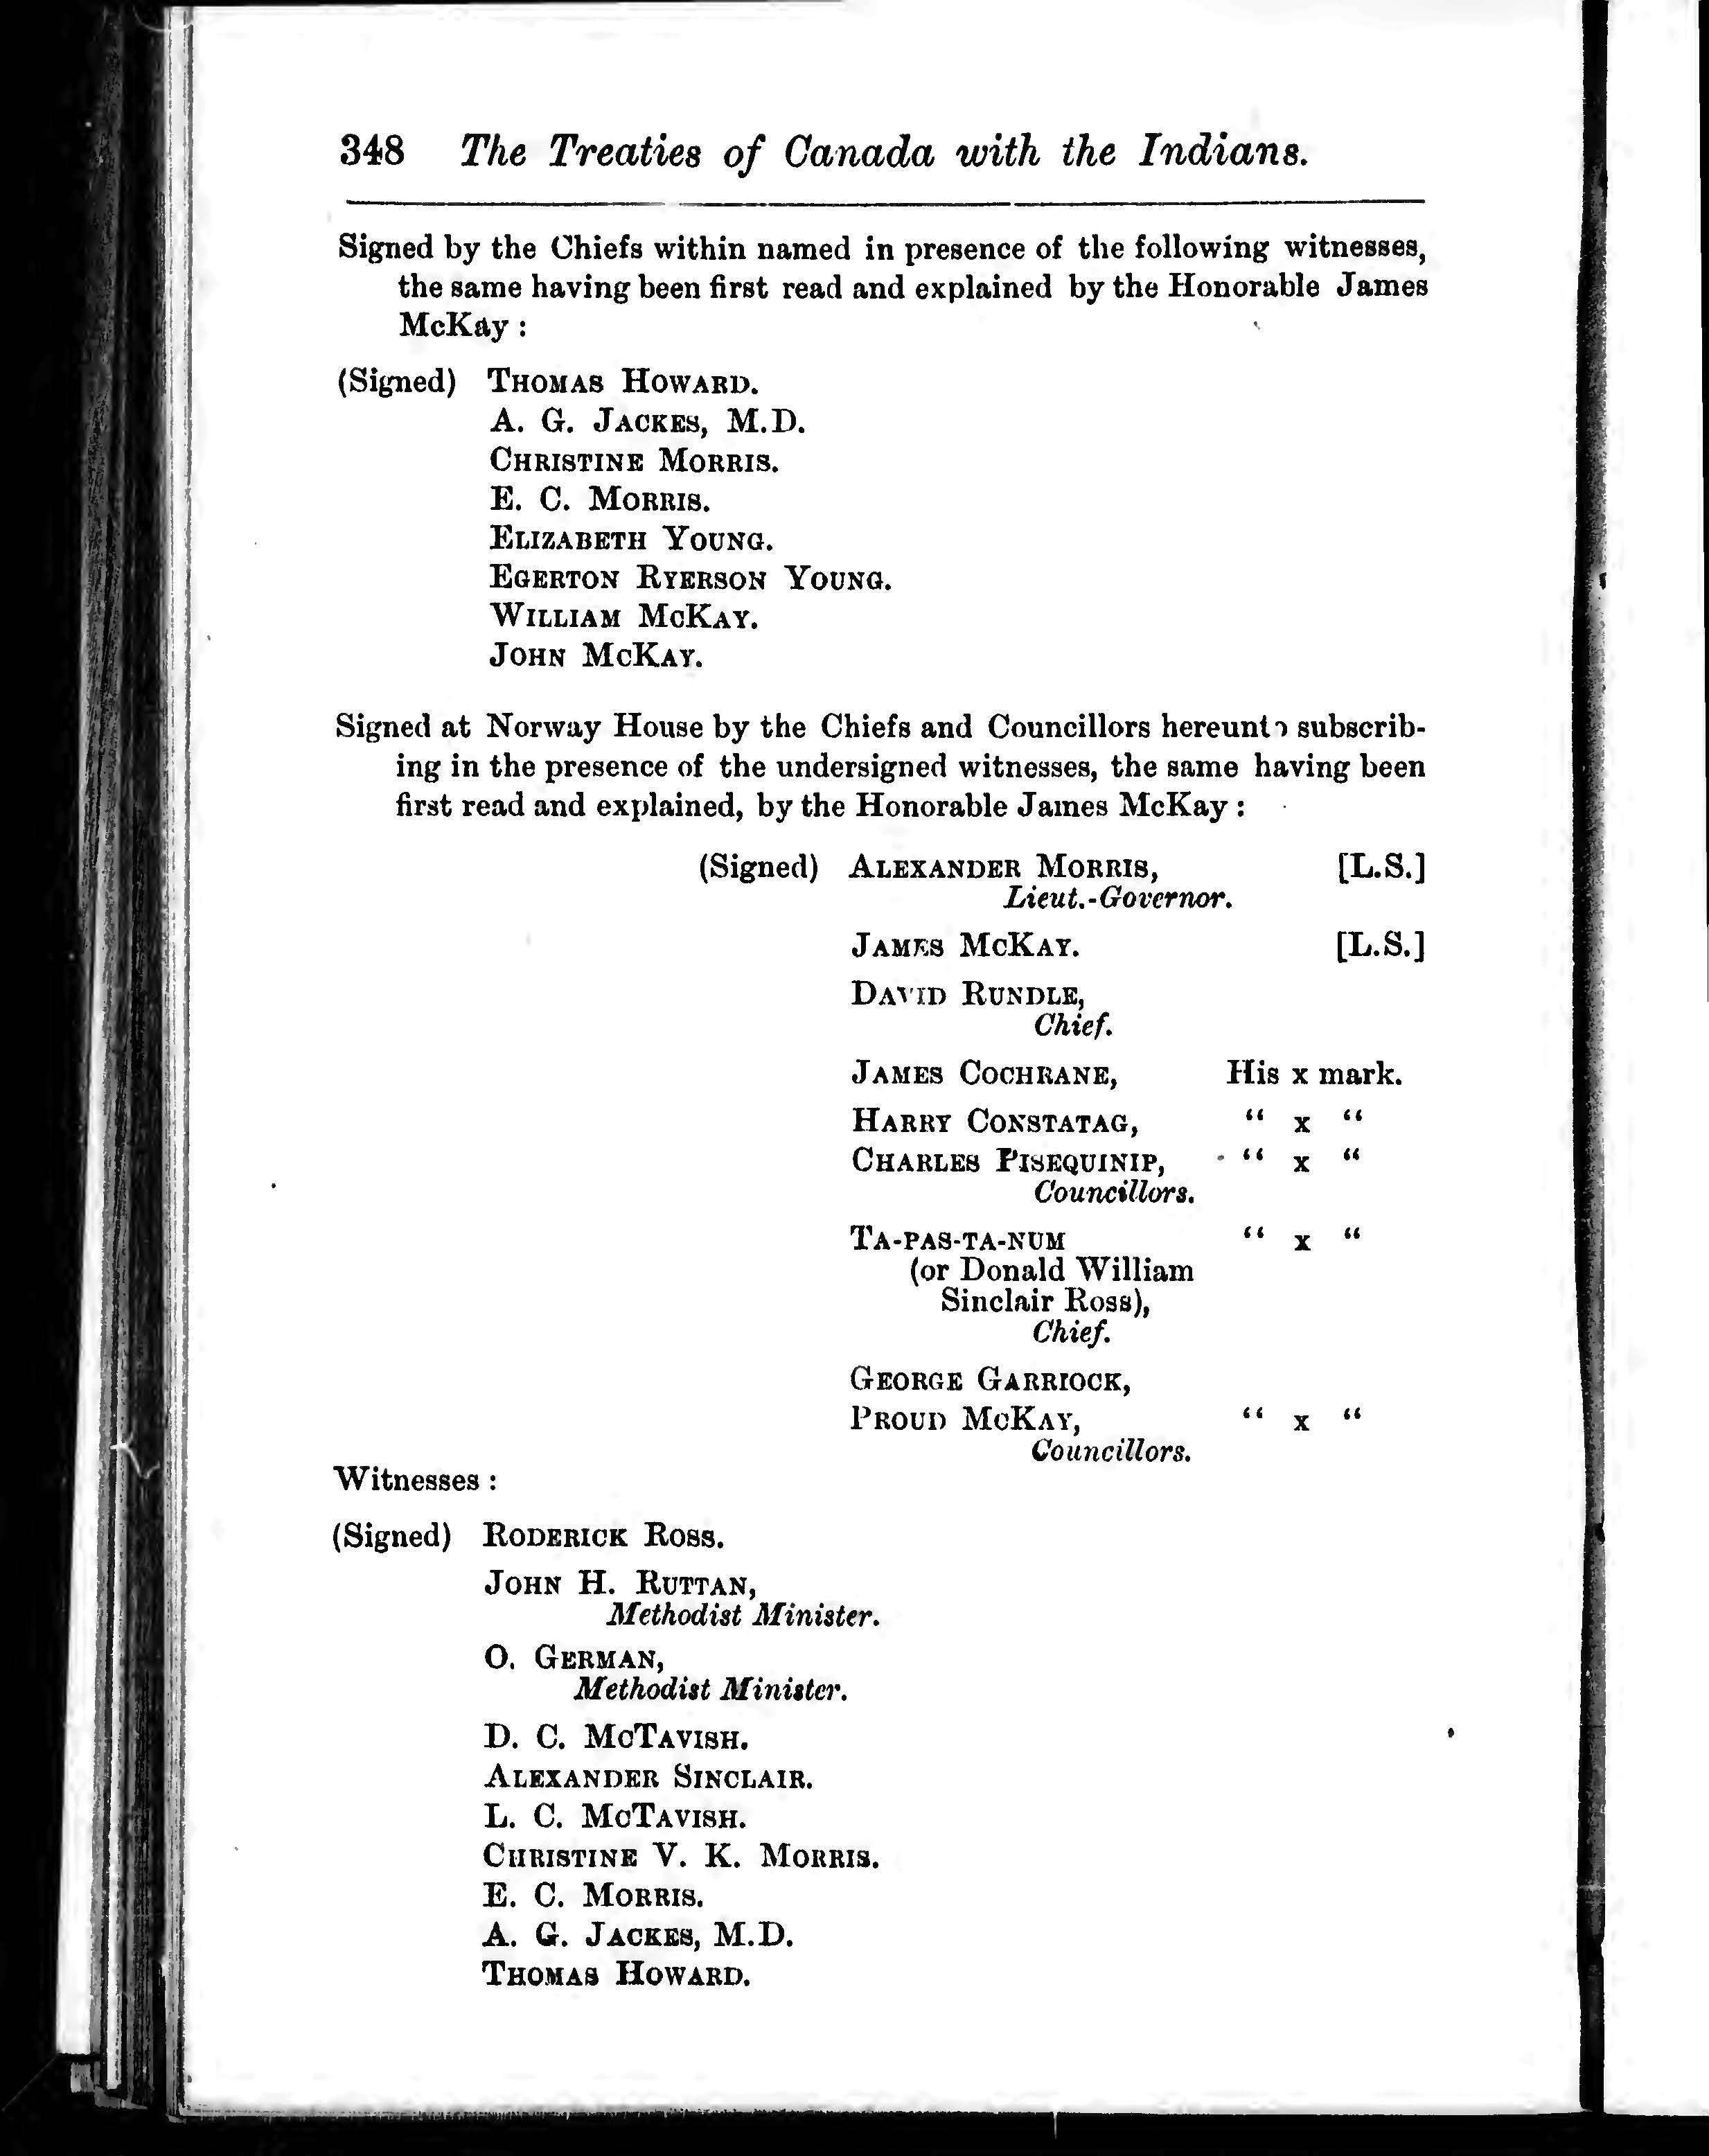 348 The Treaties of Canada with the Indians.
Signed by the Chiefs within named in presence of the following witnesses,
the same having been first read and explained by the Honorable James
McKay :
(Signed) THOMAS HOWARD.
A. G. JACKES, M.D.
CHRISTINE MORRIS.
E. C. MORRIS.
ELIZABETH YOUNG.
EGERTON RYERSON YOUNG.
WILLIAM McKAY.
JOHN McKAY.
Signed at Norway House by the Chiefs and Councillors hereunto subscrib-
ing in the presence of the undersigned witnesses, the same having been
first read and explained, by the Honorable James McKay :
(Signed) ALEXANDER MORRIS, [L.S.]
Lieut.-Governor.
JAMES McKAY. [L.S.]
DAVID RUNDLE,
Chief.
JAMES COCHRANE, His x mark.
HARRY CONSTATAG, “ x “
CHARLES PISEQUINIP, “ x “
Councillors.
TA-PAS-TA-NUM “ x “
(or Donald William
Sinclair Ross),
Chief.
GEORGE GARRIOCK,
PROUD McKAY, “ x “
Councillors.
Witnesses :
(Signed) RODERICK ROSS.
JOHN H. RUTTAN,
Methodist Minister.
O. GERMAN,
Methodist Minister.
D. C. McTAVISH.
ALEXANDER SINCLAIR.
L. C. McTAVISH.
CHRISTINE V. K. MORRIS.
E. C. MORRIS.
A. G. JACKES, M.D.
THOMAS HOWARD.